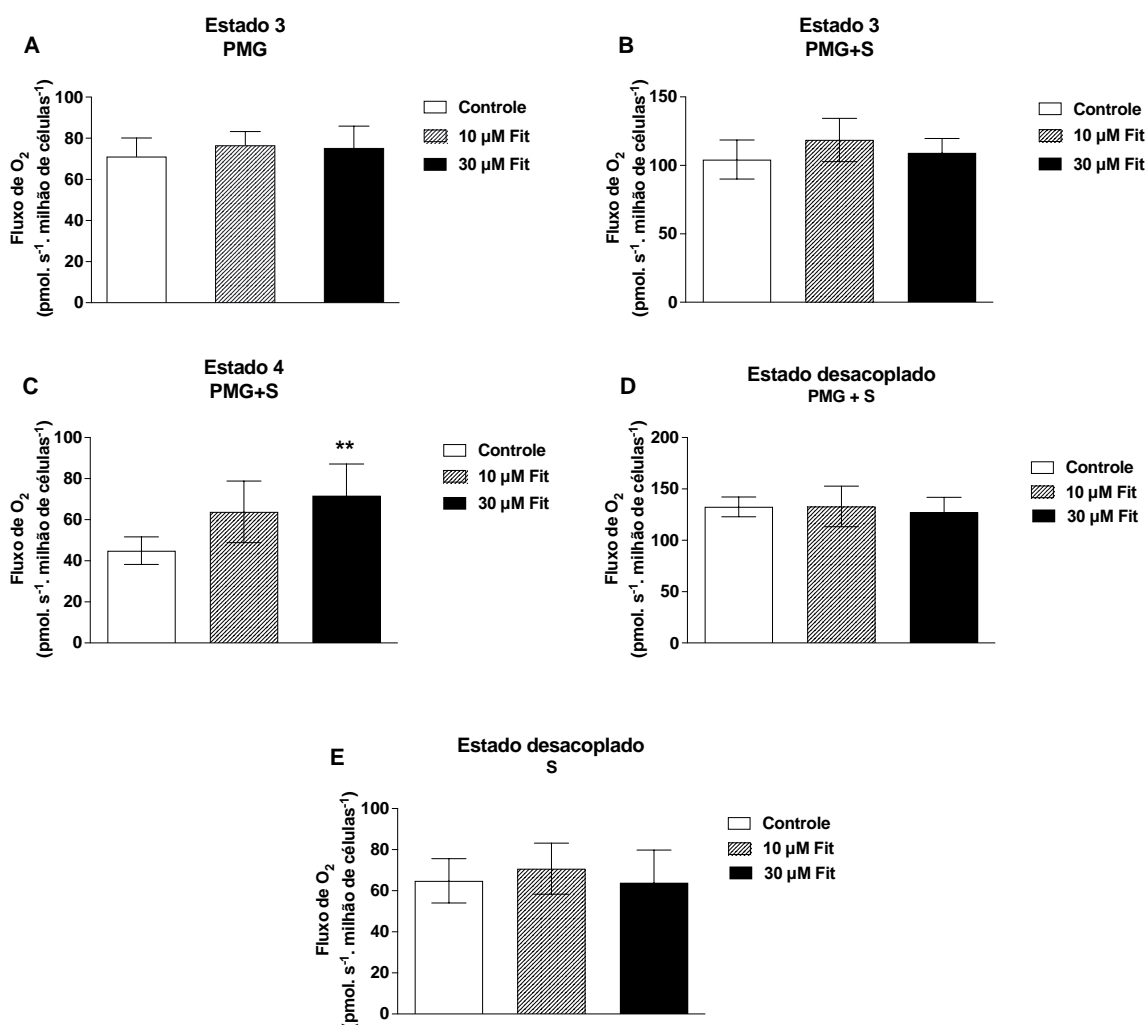 A
Estado 3
PMG
Fluxo de O2
(pmol. s-1. milhão de células-1)
100
80
60
40
20
0
Controle
10 µM Fit
30 µM Fit
B
Estado 3
PMG+S
Fluxo de O2
(pmol. s-1. milhão de células-1)
150
100
50
0
Controle
10 µM Fit
30 µM Fit
C
Estado 4
PMG+S
Fluxo de O2
(pmol. s-1. milhão de células-1)
100
80
60
40
20
0
**
Controle
10 µM Fit
30 µM Fit
D
Estado desacoplado
PMG + S
Fluxo de O2
(pmol. s-1. milhão de células-1)
200
150
100
50
0
Controle
10 µM Fit
30 µM Fit
E
Estado desacoplado
S
Fluxo de O2
(pmol. s-1. milhão de células-1)
100
80
60
40
20
0
Controle
10 µM Fit
30 µM Fit